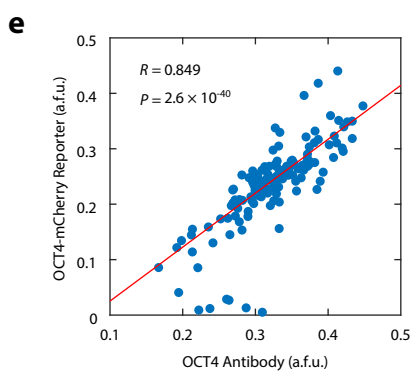 e
0.5
0.4
0.3
0.2
0.1
0
R = 0.849
P = 2.6 × 10⁻⁴⁰
OCT4-mCherry Reporter (a.f.u.)
0.1 0.2 0.3 0.4 0.5
OCT4 Antibody (a.f.u.)